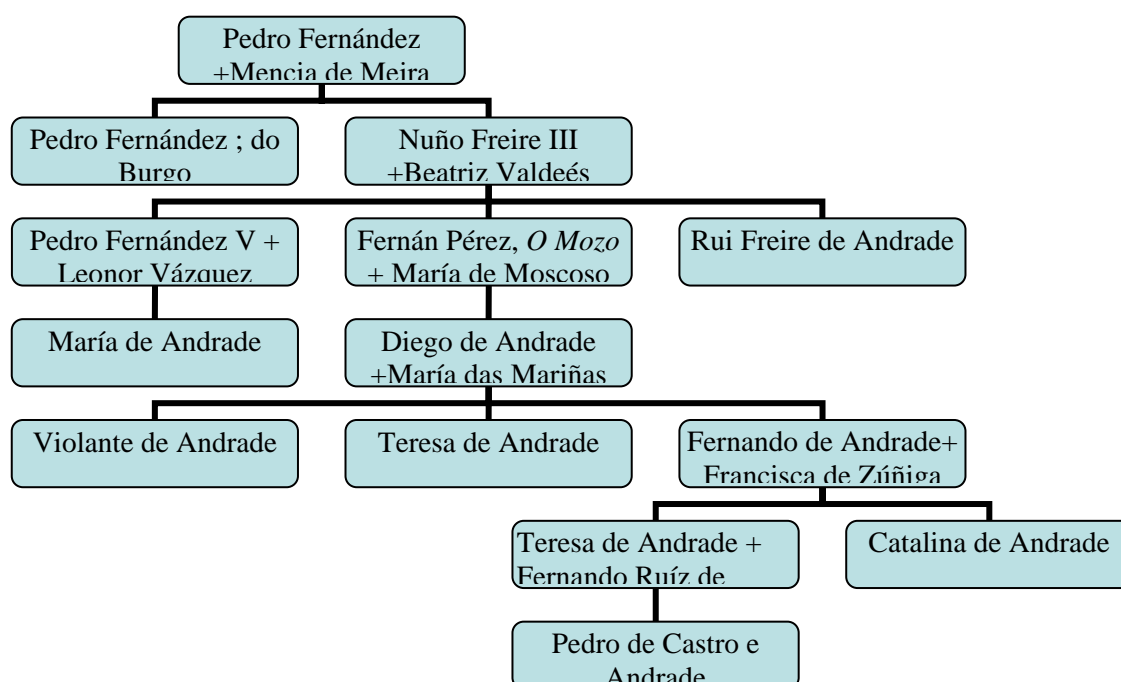 Pedro Fernández
+Mencia de Meira
Pedro Fernández ; do
Burgo
Nuño Freire III
+Beatriz Valdeés
Pedro Fernández V +
Leonor Vázquez
Fernán Pérez, O Mozo
+ María de Moscoso
Rui Freire de Andrade
María de Andrade
Diego de Andrade
+María das Mariñas
Violante de Andrade
Teresa de Andrade
Fernando de Andrade+
Francisca de Zúñiga
Teresa de Andrade +
Fernando Ruíz de
Catalina de Andrade
Pedro de Castro e
Andrade